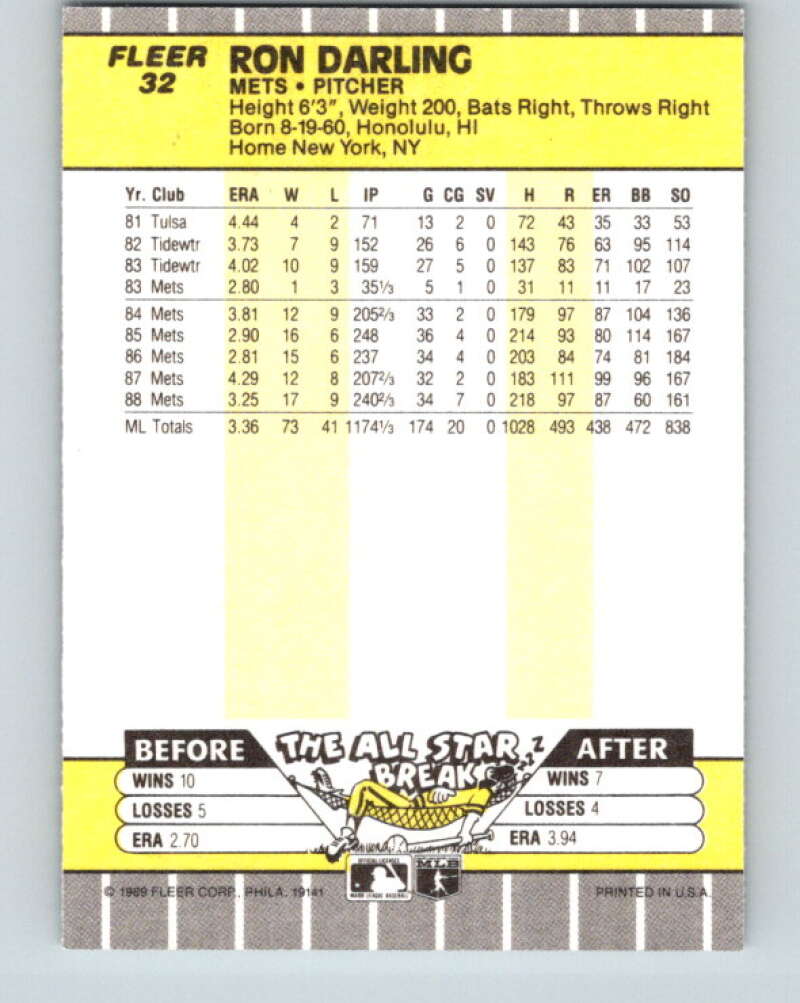 FLEER
32
RON DARLING
METS • PITCHER
Height 6'3", Weight 200, Bats Right, Throws Right
Born 8-19-60, Honolulu, HI
Home New York, NY
Yr. Club ERA W L IP G CG SV H R ER BB SO
81 Tulsa 4.44 4 2 71 13 2 0 72 43 35 33 53
82 Tidewtr 3.73 7 9 152 26 6 0 143 76 63 95 114
83 Tidewtr 4.02 10 9 159 27 5 0 137 83 71 102 107
83 Mets 2.80 1 3 35⅓ 5 1 0 31 11 11 17 23
84 Mets 3.81 12 9 205⅔ 33 2 0 179 97 87 104 136
85 Mets 2.90 16 6 248 36 4 0 214 93 80 114 167
86 Mets 2.81 15 6 237 34 4 0 203 84 74 81 184
87 Mets 4.29 12 8 207⅔ 32 2 0 183 111 99 96 167
88 Mets 3.25 17 9 240⅔ 34 7 0 218 97 87 60 161
ML Totals 3.36 73 41 1174⅓ 174 20 0 1028 493 438 472 838
BEFORE THE ALL STAR BREAK ZZZZ AFTER
WINS 10 WINS 7
LOSSES 5 LOSSES 4
ERA 2.70 ERA 3.94
OFFICIAL LICENSEE
MAJOR LEAGUE BASEBALL
MLB
© 1989 FLEER CORP., PHILA. 19141 PRINTED IN U.S.A.